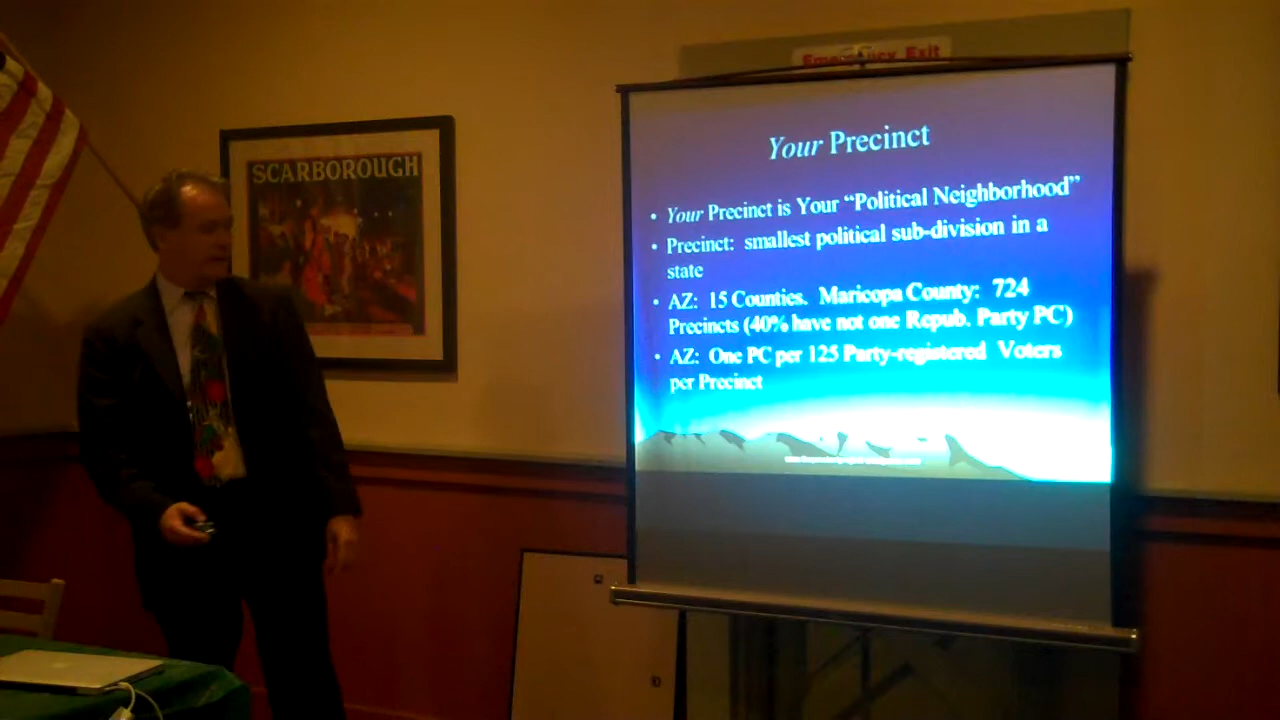 Emergency Exit
SCARBOROUGH
Your Precinct
• Your Precinct is Your “Political Neighborhood”
• Precinct: smallest political sub-division in a
state
• AZ: 15 Counties. Maricopa County: 724
Precincts (40% have not one Repub. Party PC)
• AZ: One PC per 125 Party-registered Voters
per Precinct